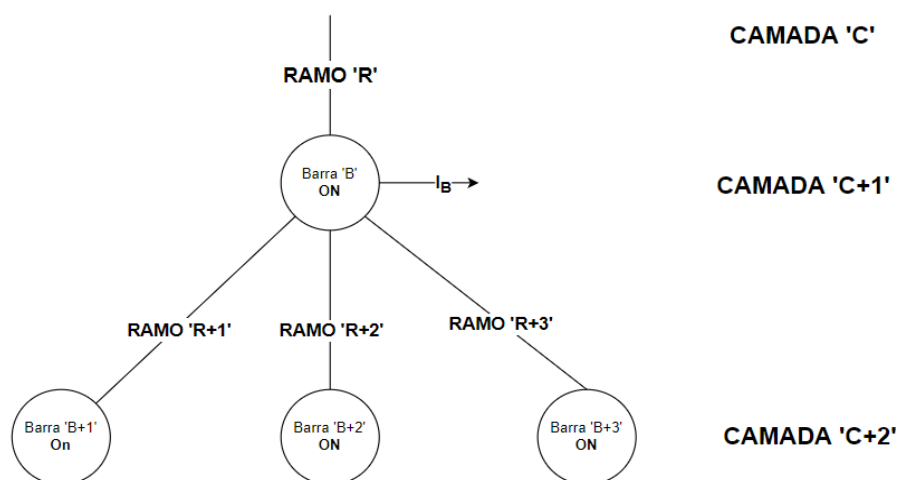 CAMADA 'C'
RAMO 'R'
Barra 'B'
ON
I_B
CAMADA 'C+1'
RAMO 'R+1'
RAMO 'R+2'
RAMO 'R+3'
Barra 'B+1'
On
Barra 'B+2'
ON
Barra 'B+3'
ON
CAMADA 'C+2'